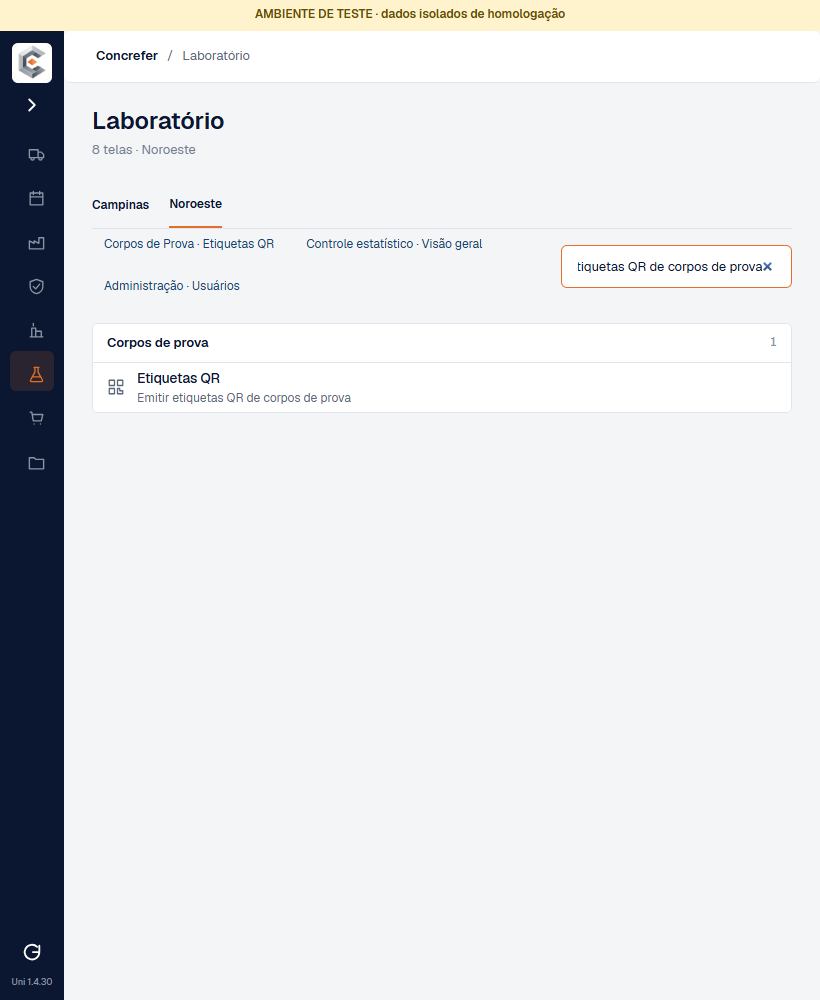 AMBIENTE DE TESTE · dados isolados de homologação
Concrefer / Laboratório
Laboratório
8 telas · Noroeste
Campinas
Noroeste
Corpos de Prova · Etiquetas QR
Controle estatístico · Visão geral
Administração · Usuários
tiquetas QR de corpos de prova
Corpos de prova
1
Etiquetas QR
Emitir etiquetas QR de corpos de prova
Uni 1.4.30